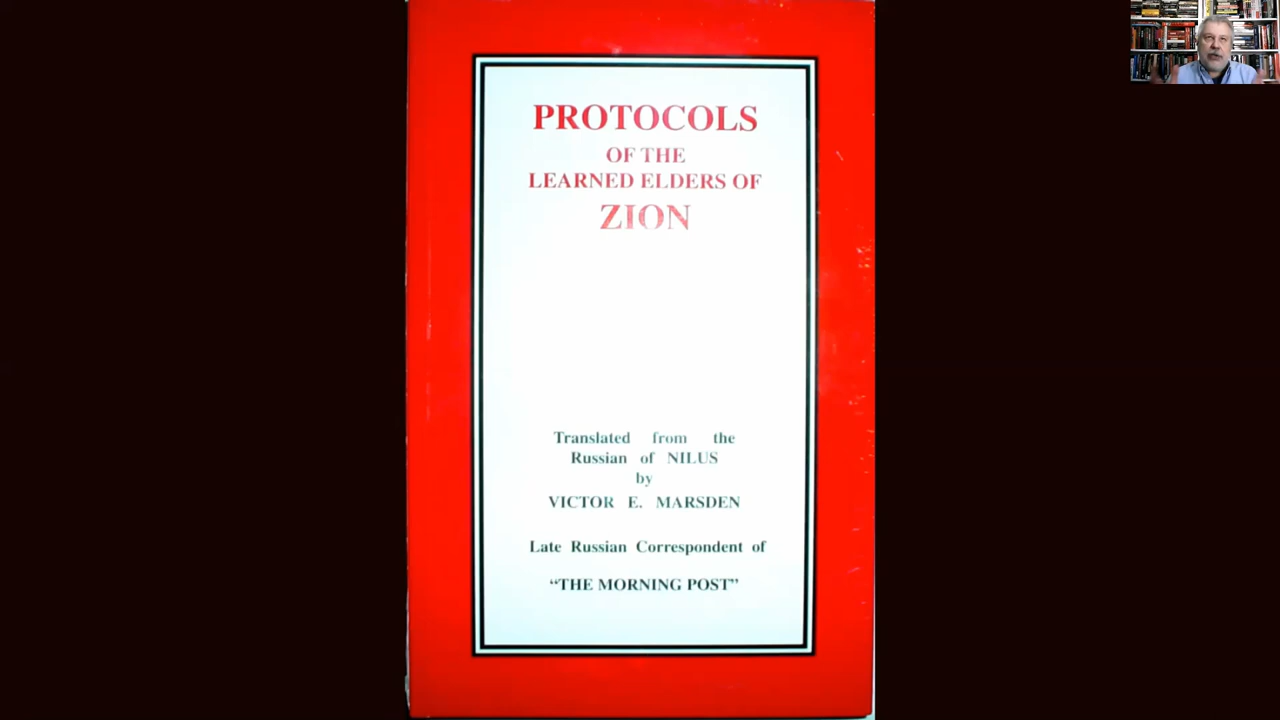 PROTOCOLS
OF THE
LEARNED ELDERS OF
ZION
Translated from the
Russian of NILUS
by
VICTOR E. MARSDEN
Late Russian Correspondent of
“THE MORNING POST”